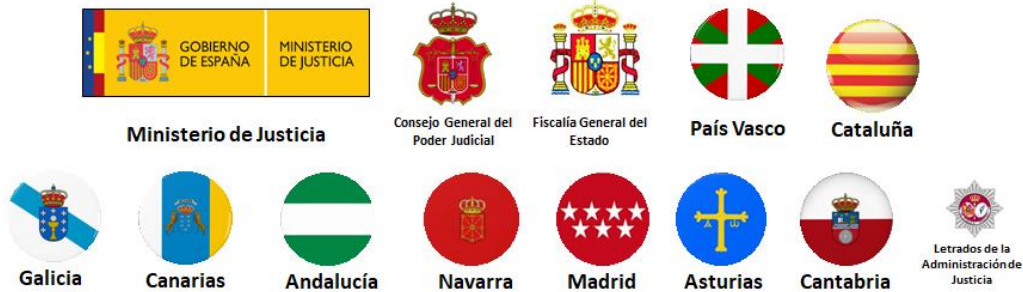 GOBIERNO
DE ESPAÑA
MINISTERIO
DE JUSTICIA
Ministerio de Justicia
Consejo General del
Poder Judicial
Fiscalía General del
Estado
País Vasco
Cataluña
Galicia
Canarias
Andalucía
Navarra
Madrid
Asturias
Cantabria
Letrados de la
Administración de
Justicia